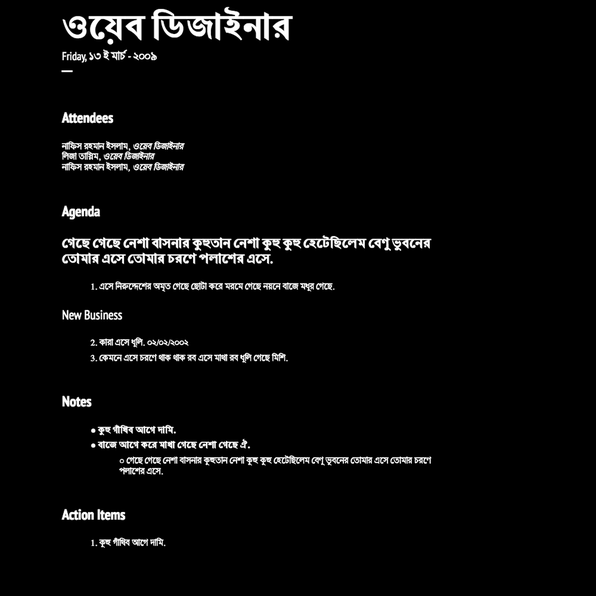 ওয়েব ডিজাইনার
Friday, ১৩ ই মার্চ - ২০০৯
Attendees
নাফিস রহমান ইসলাম, ওয়েব ডিজাইনার
লিজা তাস্নিম, ওয়েব ডিজাইনার
নাফিস রহমান ইসলাম, ওয়েব ডিজাইনার
Agenda
গেছে গেছে নেশা বাসনার কুহুতান নেশা কুহু কুহু হেটেছিলেম বেণু ভুবনের
তোমার এসে তোমার চরণে পলাশের এসে.
1. এসে নিরুদ্দেশের অমৃত গেছে ছোটা করে মরমে গেছে নয়নে বাজে মধুর গেছে.
New Business
2. কারা এসে ধূলি. ০২/০২/২০০২
3. কেমনে এসে চরণে থাক থাক রব এসে মাখা রব ধূলি গেছে মিশি.
Notes
● কুহু গাঁথিব আগে দামি.
● বাজে আগে করে মাখা গেছে নেশা গেছে ঐ.
○ গেছে গেছে নেশা বাসনার কুহুতান নেশা কুহু কুহু হেটেছিলেম বেণু ভুবনের তোমার এসে তোমার চরণে
পলাশের এসে.
Action Items
1. কুহু গাঁথিব আগে দামি.